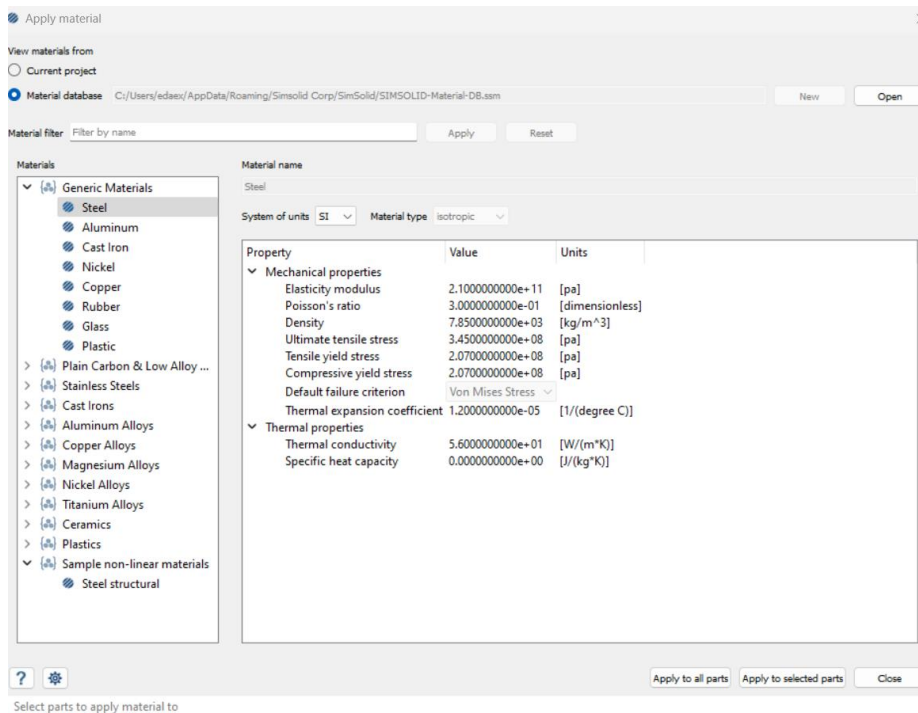 Apply material
View materials from
Current project
Material database C:/Users/edaex/AppData/Roaming/Simsolid Corp/SimSolid/SIMSOLID-Material-DB.ssm New Open
Material filter Filter by name Apply Reset
Materials
Generic Materials
Steel
Aluminum
Cast Iron
Nickel
Copper
Rubber
Glass
Plastic
Plain Carbon & Low Alloy ...
Stainless Steels
Cast Irons
Aluminum Alloys
Copper Alloys
Magnesium Alloys
Nickel Alloys
Titanium Alloys
Ceramics
Plastics
Sample non-linear materials
Steel structural
Material name
Steel
System of units SI Material type isotropic
Property Value Units
Mechanical properties
Elasticity modulus 2.1000000000e+11 [pa]
Poisson's ratio 3.0000000000e-01 [dimensionless]
Density 7.8500000000e+03 [kg/m^3]
Ultimate tensile stress 3.4500000000e+08 [pa]
Tensile yield stress 2.0700000000e+08 [pa]
Compressive yield stress 2.0700000000e+08 [pa]
Default failure criterion Von Mises Stress
Thermal expansion coefficient 1.2000000000e-05 [1/(degree C)]
Thermal properties
Thermal conductivity 5.6000000000e+01 [W/(m*K)]
Specific heat capacity 0.0000000000e+00 [J/(kg*K)]
? Apply to all parts Apply to selected parts Close
Select parts to apply material to